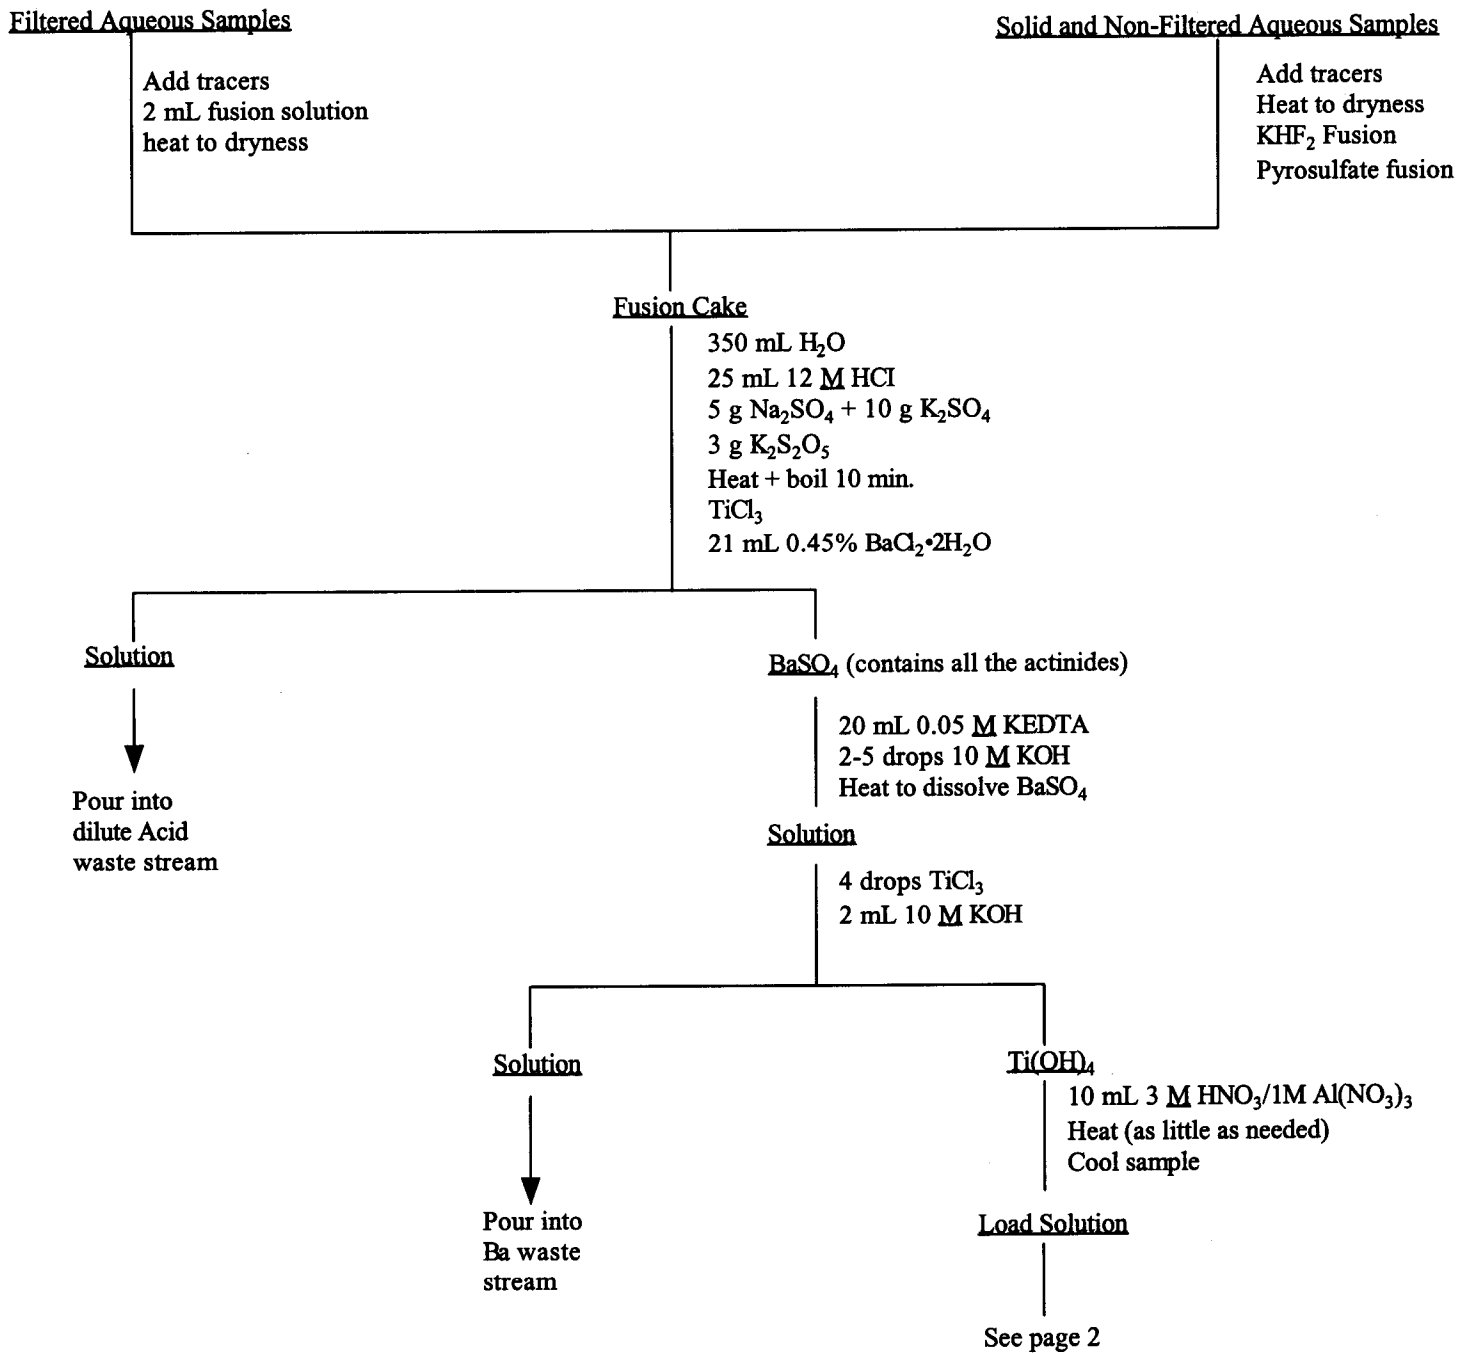 Filtered Aqueous Samples
Add tracers
2 mL fusion solution
heat to dryness
Solid and Non-Filtered Aqueous Samples
Add tracers
Heat to dryness
KHF₂ Fusion
Pyrosulfate fusion
Fusion Cake
350 mL H₂O
25 mL 12 M HCl
5 g Na₂SO₄ + 10 g K₂SO₄
3 g K₂S₂O₅
Heat + boil 10 min.
TiCl₃
21 mL 0.45% BaCl₂•2H₂O
Solution
Pour into
dilute Acid
waste stream
BaSO₄ (contains all the actinides)
20 mL 0.05 M KEDTA
2-5 drops 10 M KOH
Heat to dissolve BaSO₄
Solution
4 drops TiCl₃
2 mL 10 M KOH
Solution
Pour into
Ba waste
stream
Ti(OH)₄
10 mL 3 M HNO₃/1M Al(NO₃)₃
Heat (as little as needed)
Cool sample
Load Solution
See page 2